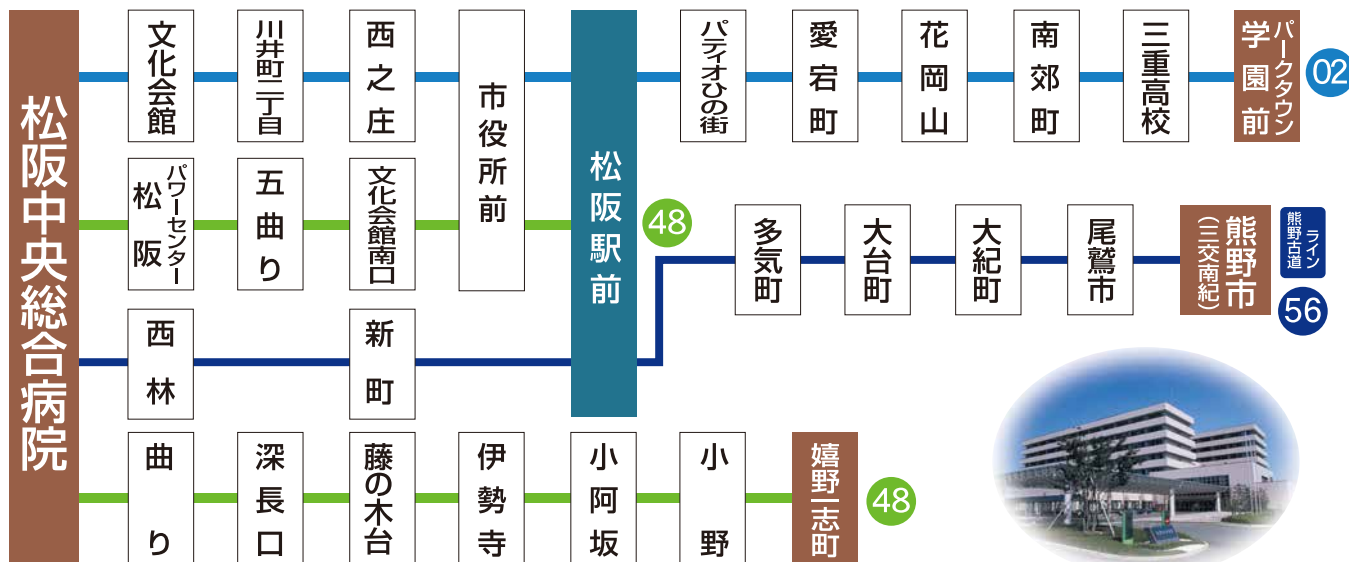 松阪中央総合病院
文化会館
川井町二丁目
西之庄
市役所前
松阪駅前
パティオひの街
愛宕町
花岡山
南郊町
三重高校
パークタウン
学園前
02
パワーセンター
松阪
五曲り
文化会館南口
48
西林
新町
多気町
大台町
大紀町
尾鷲市
熊野市
(三交南紀)
熊野古道
ライン
56
曲り
深長口
藤の木台
伊勢寺
小阿坂
小野
嬉野一志町
48